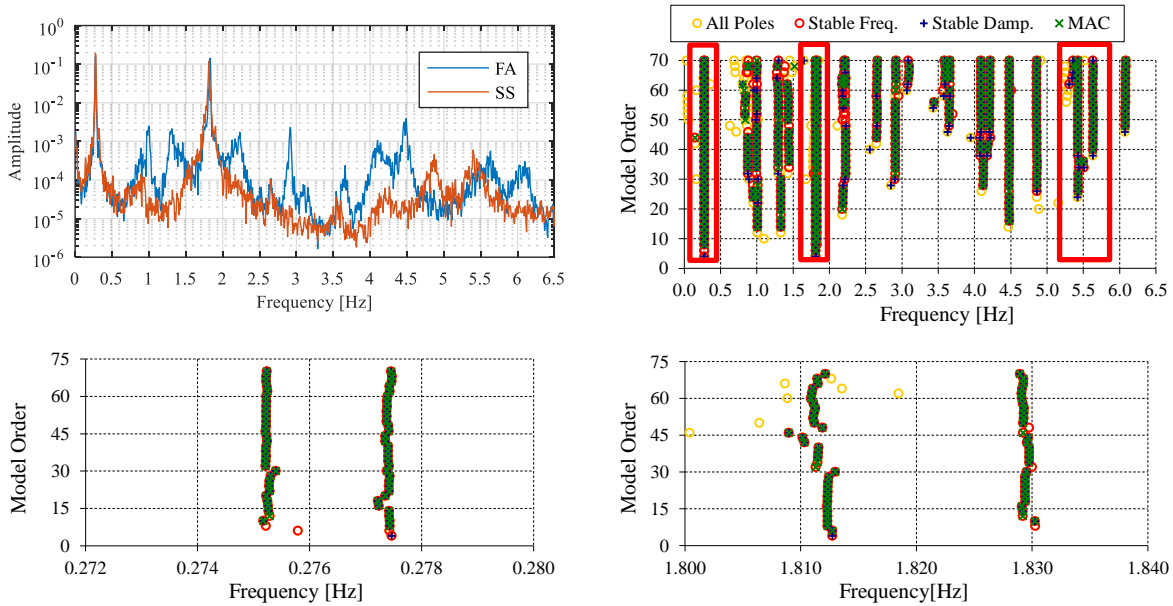 10^0
10^-1
10^-2
10^-3
10^-4
10^-5
10^-6
Amplitude
FA
SS
0.0 0.5 1 1.5 2.0 2.5 3.0 3.5 4.0 4.5 5.0 5.5 6.0 6.5
Frequency [Hz]
All Poles Stable Freq. Stable Damp. MAC
70
60
50
40
30
20
10
0
Model Order
0.0 0.5 1.0 1.5 2.0 2.5 3.0 3.5 4.0 4.5 5.0 5.5 6.0 6.5
Frequency [Hz]
75
60
45
30
15
0
Model Order
0.272 0.274 0.276 0.278 0.280
Frequency [Hz]
75
60
45
30
15
0
Model Order
1.800 1.810 1.820 1.830 1.840
Frequency[Hz]